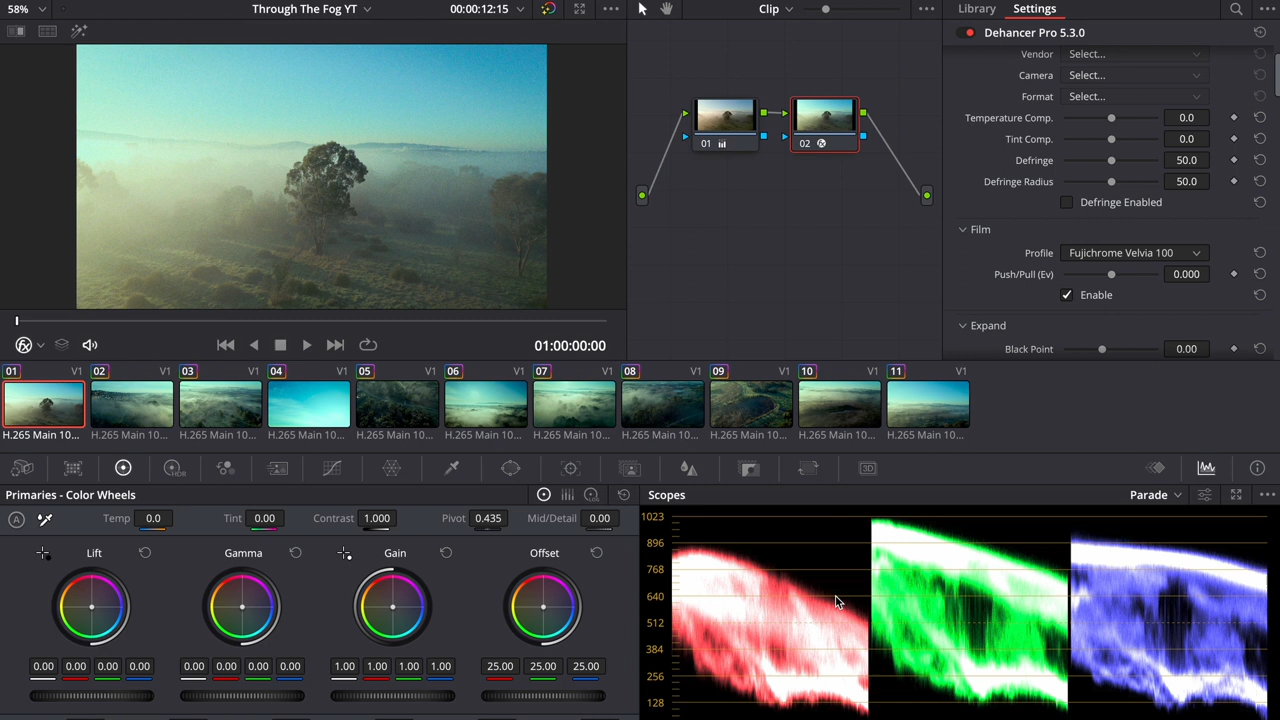 58% Through The Fog YT 00:00:12:15 Clip Library Settings
Dehancer Pro 5.3.0
Vendor Select...
Camera Select...
Format Select...
Temperature Comp. 0.0
Tint Comp. 0.0
Defringe 50.0
Defringe Radius 50.0
Defringe Enabled
Film
Profile Fujichrome Velvia 100
Push/Pull (Ev) 0.000
Enable
Expand
Black Point 0.00
01 02
01:00:00:00
01 V1 02 V1 03 V1 04 V1 05 V1 06 V1 07 V1 08 V1 09 V1 10 V1 11 V1
H.265 Main 10... H.265 Main 10... H.265 Main 10... H.265 Main 10... H.265 Main 10... H.265 Main 10... H.265 Main 10... H.265 Main 10... H.265 Main 10... H.265 Main 10... H.265 Main 10...
HDR 3D
Primaries - Color Wheels
A Temp 0.0 Tint 0.00 Contrast 1.000 Pivot 0.435 Mid/Detail 0.00
Lift Gamma Gain Offset
0.00 0.00 0.00 0.00 0.00 0.00 0.00 0.00 1.00 1.00 1.00 1.00 25.00 25.00 25.00
Scopes Parade
1023
896
768
640
512
384
256
128